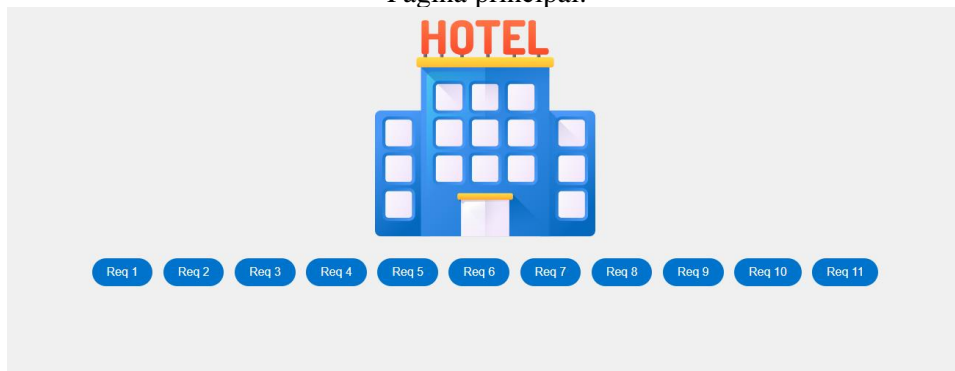 Pagina principal.
HOTEL
Req 1 Req 2 Req 3 Req 4 Req 5 Req 6 Req 7 Req 8 Req 9 Req 10 Req 11